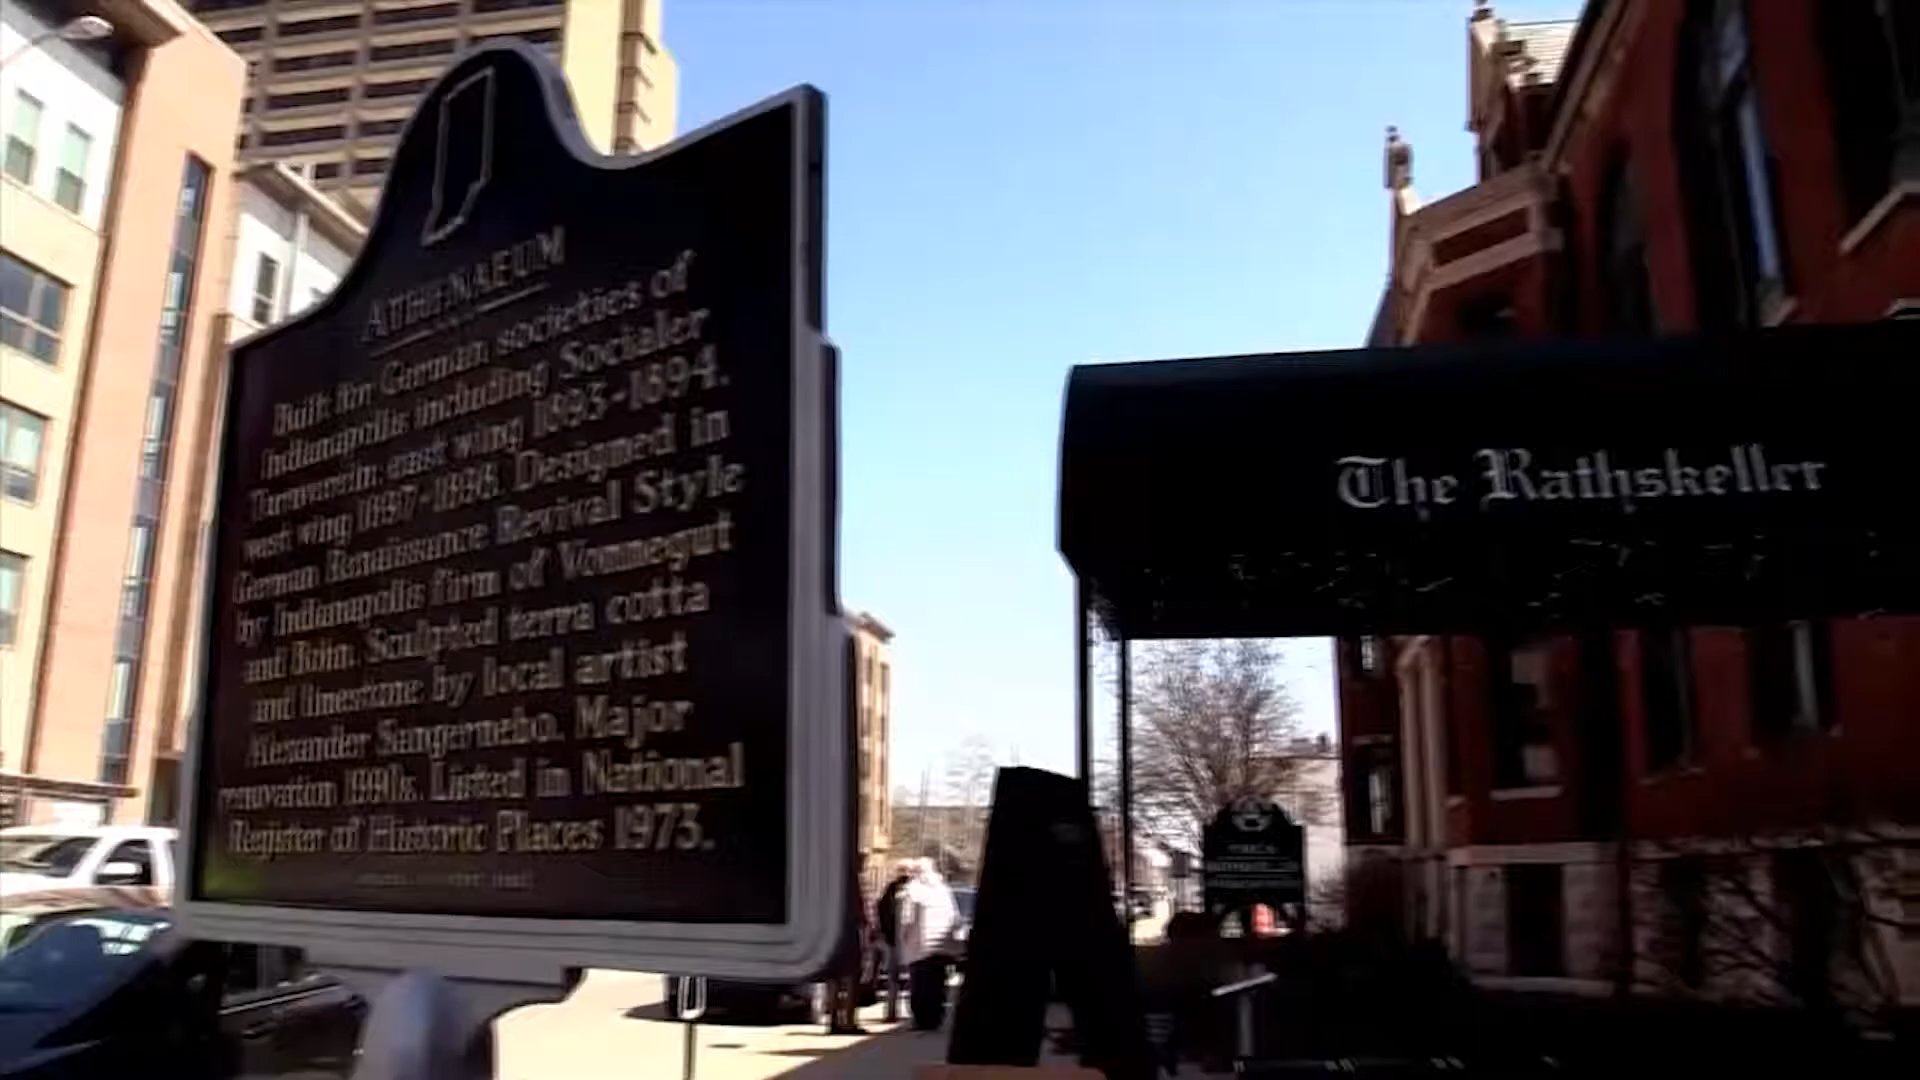 ATHENAEUM
Built for German societies of
Indianapolis including Socialer
Turnverein: east wing 1893-1894.
west wing 1897-1898. Designed in
German Renaissance Revival Style
by Indianapolis firm of Vonnegut
and Bohn. Sculpted terra cotta
and limestone by local artist
Alexander Sangernebo. Major
renovation 1990s. Listed in National
Register of Historic Places 1973.
The Rathskeller